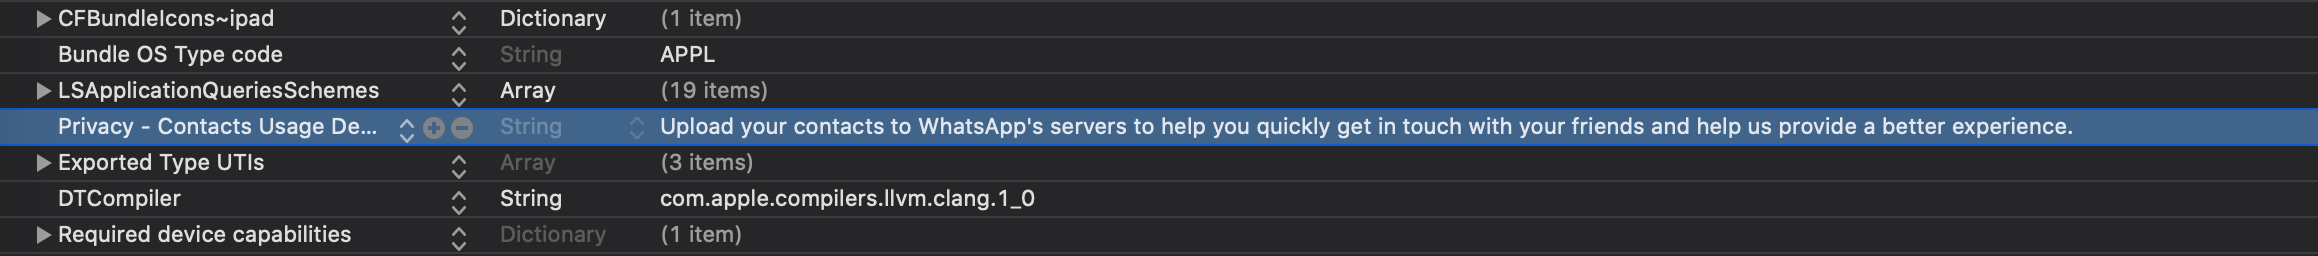 CFBundleIcons~ipad Dictionary (1 item)
Bundle OS Type code String APPL
LSApplicationQueriesSchemes Array (19 items)
Privacy - Contacts Usage De... String Upload your contacts to WhatsApp's servers to help you quickly get in touch with your friends and help us provide a better experience.
Exported Type UTIs Array (3 items)
DTCompiler String com.apple.compilers.llvm.clang.1_0
Required device capabilities Dictionary (1 item)